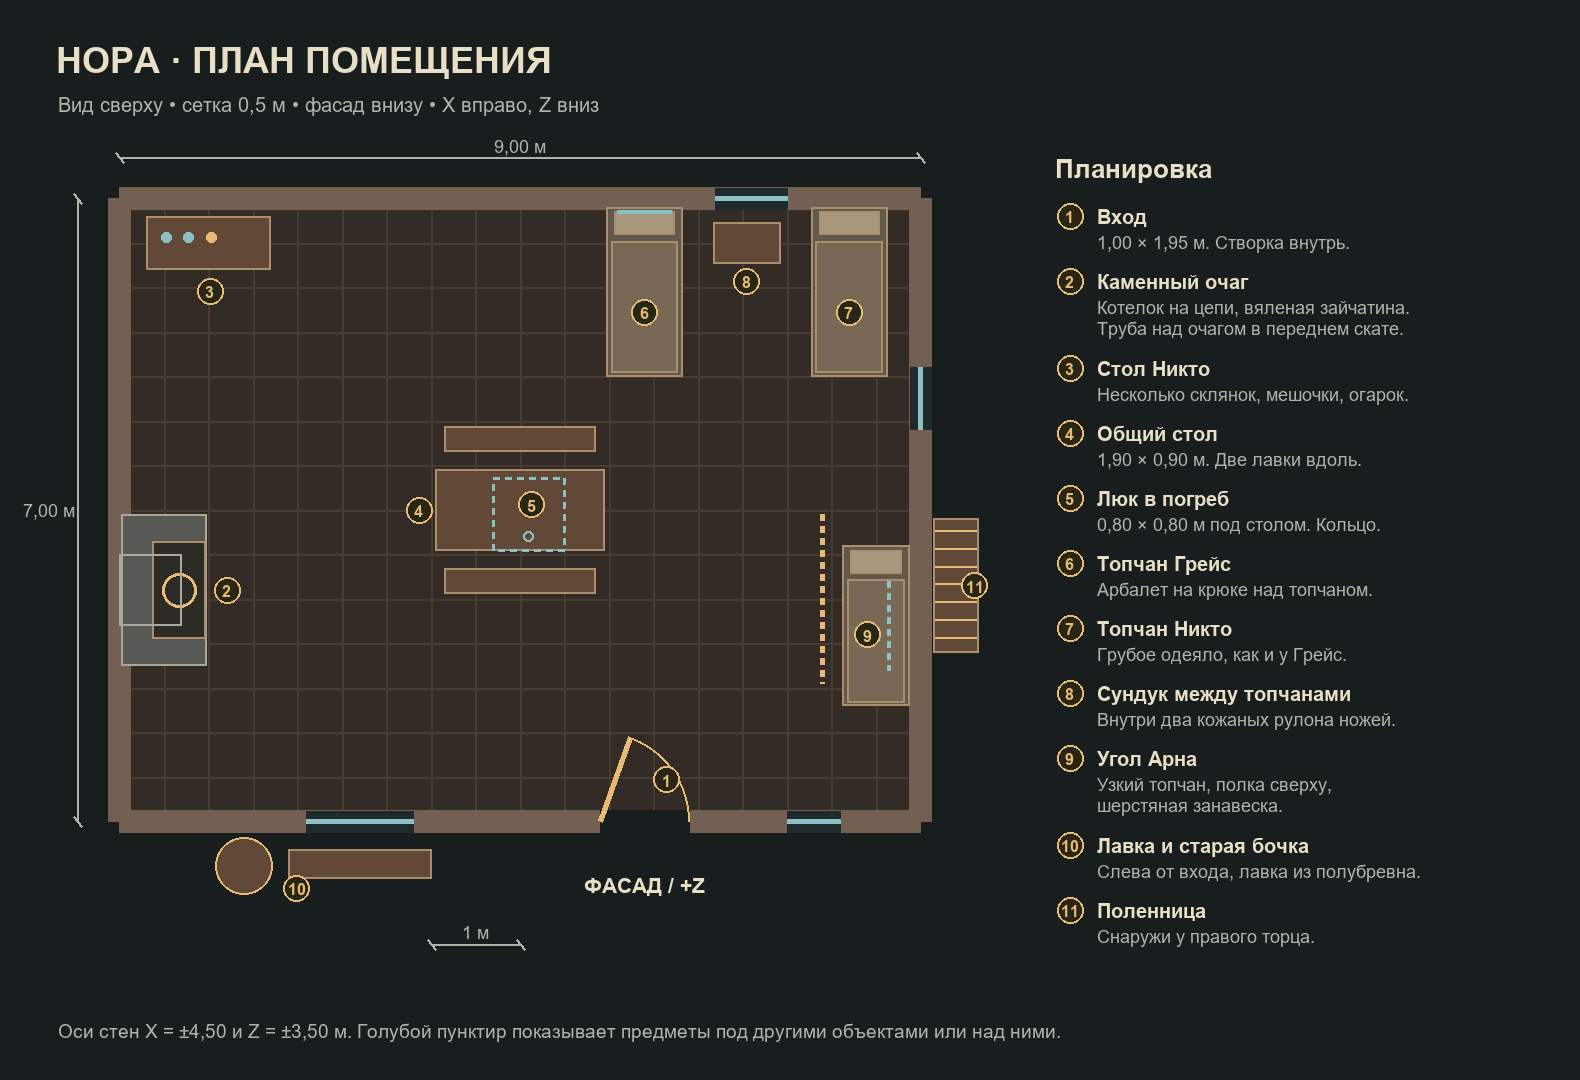 НОРА · ПЛАН ПОМЕЩЕНИЯ
Вид сверху • сетка 0,5 м • фасад внизу • X вправо, Z вниз
9,00 м
7,00 м
3
6
8
7
4
5
2
9
11
1
10
ФАСАД / +Z
1 м
Планировка
1 Вход
1,00 × 1,95 м. Створка внутрь.
2 Каменный очаг
Котелок на цепи, вяленая зайчатина.
Труба над очагом в переднем скате.
3 Стол Никто
Несколько склянок, мешочки, огарок.
4 Общий стол
1,90 × 0,90 м. Две лавки вдоль.
5 Люк в погреб
0,80 × 0,80 м под столом. Кольцо.
6 Топчан Грейс
Арбалет на крюке над топчаном.
7 Топчан Никто
Грубое одеяло, как и у Грейс.
8 Сундук между топчанами
Внутри два кожаных рулона ножей.
9 Угол Арна
Узкий топчан, полка сверху,
шерстяная занавеска.
10 Лавка и старая бочка
Слева от входа, лавка из полубревна.
11 Поленница
Снаружи у правого торца.
Оси стен X = ±4,50 и Z = ±3,50 м. Голубой пунктир показывает предметы под другими объектами или над ними.